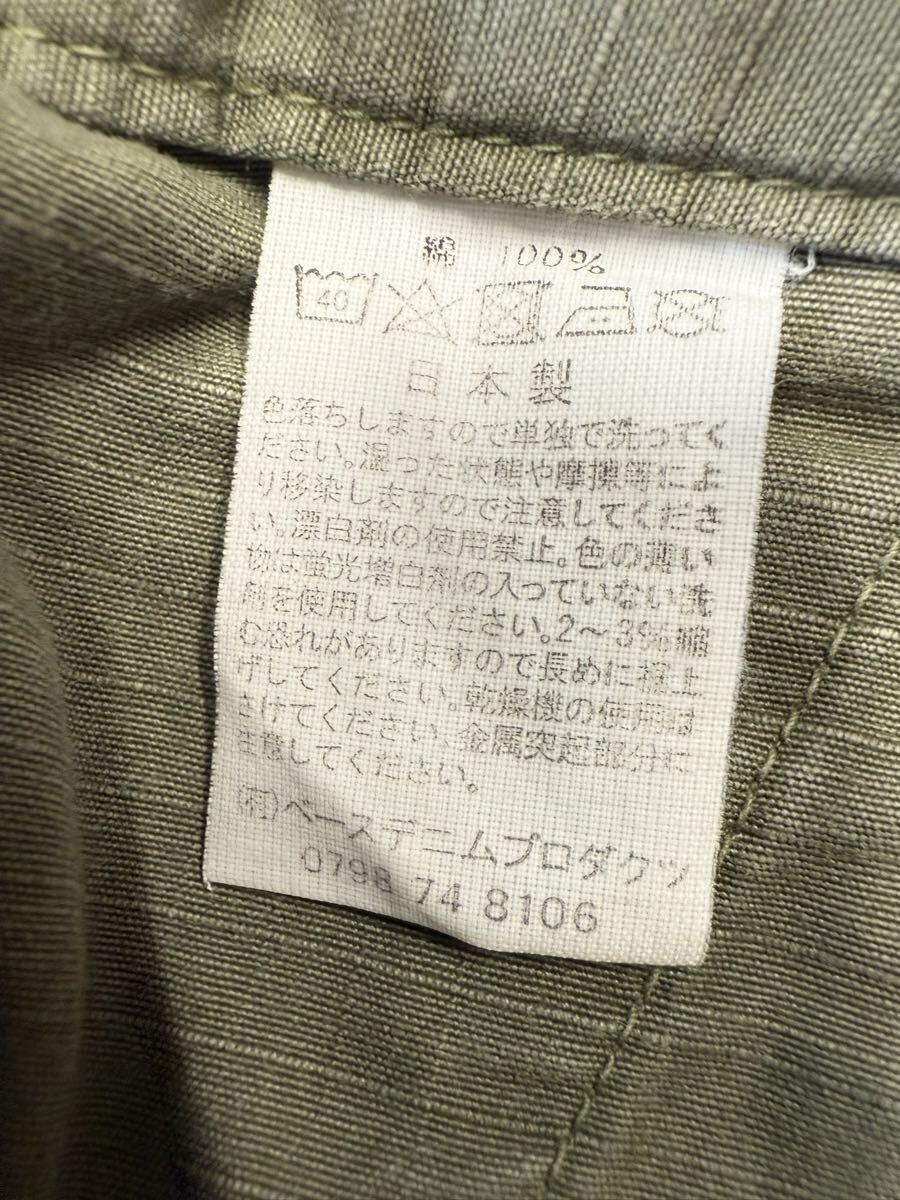 綿 100%
40
日本製
色落ちしますので単独で洗ってく
ださい。湿った状態や摩擦等によ
り移染しますので注意してくださ
い。漂白剤の使用禁止。色の薄い
物は蛍光増白剤の入っていない洗
剤を使用してください。2～3%縮
む恐れがありますので長めに裾上
げしてください。乾燥機の使用は
さけてください。金属突起部分に
注意してください。
(有)ベースデニムプロダクツ
0798 74 8106